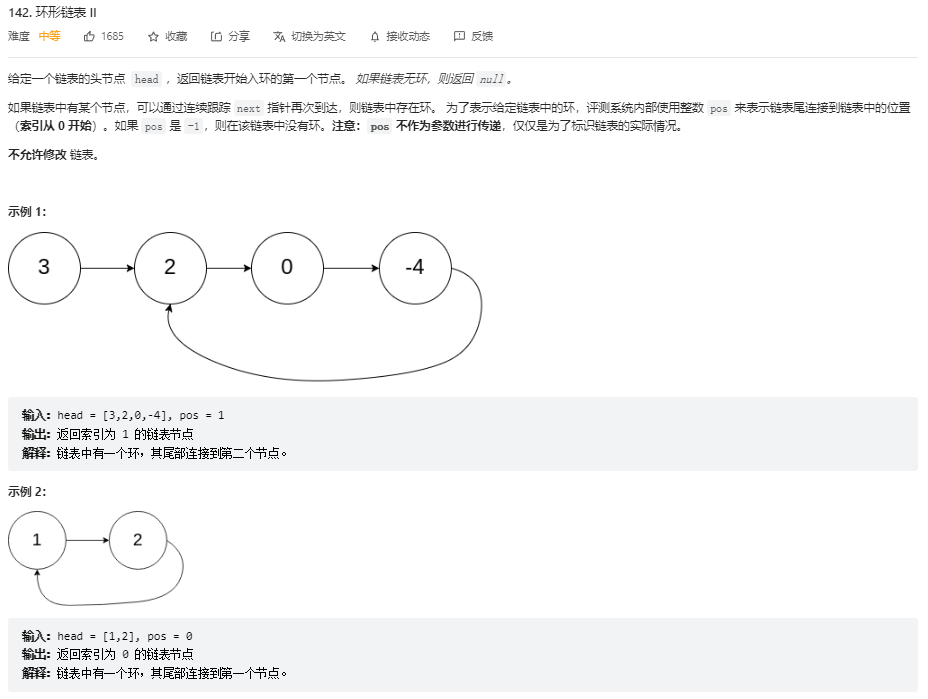 142. 环形链表 II
难度 中等 1685 收藏 分享 切换为英文 接收动态 反馈
给定一个链表的头节点 head ，返回链表开始入环的第一个节点。 如果链表无环，则返回 null。
如果链表中有某个节点，可以通过连续跟踪 next 指针再次到达，则链表中存在环。 为了表示给定链表中的环，评测系统内部使用整数 pos 来表示链表尾连接到链表中的位置
（索引从 0 开始）。如果 pos 是 -1，则在该链表中没有环。注意：pos 不作为参数进行传递，仅仅是为了标识链表的实际情况。
不允许修改 链表。
示例 1：
3 2 0 -4
输入：head = [3,2,0,-4], pos = 1
输出：返回索引为 1 的链表节点
解释：链表中有一个环，其尾部连接到第二个节点。
示例 2：
1 2
输入：head = [1,2], pos = 0
输出：返回索引为 0 的链表节点
解释：链表中有一个环，其尾部连接到第一个节点。